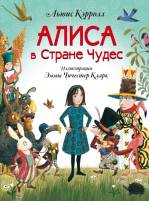 Льюис Кэрролл
АЛИСА
в Стране Чудес
Иллюстрации
Эммы Чичестер Кларк